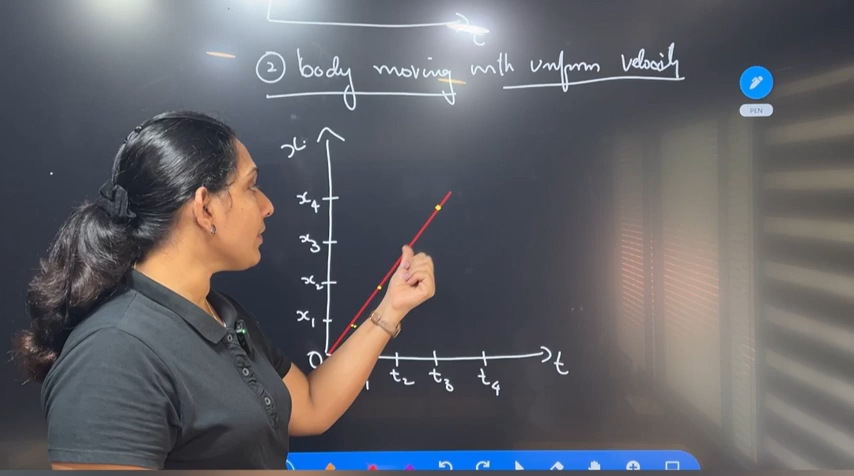 t
② body moving with uniform velocity
PEN
x
x₄
x₃
x₂
x₁
O
t₂ t₃ t₄ t